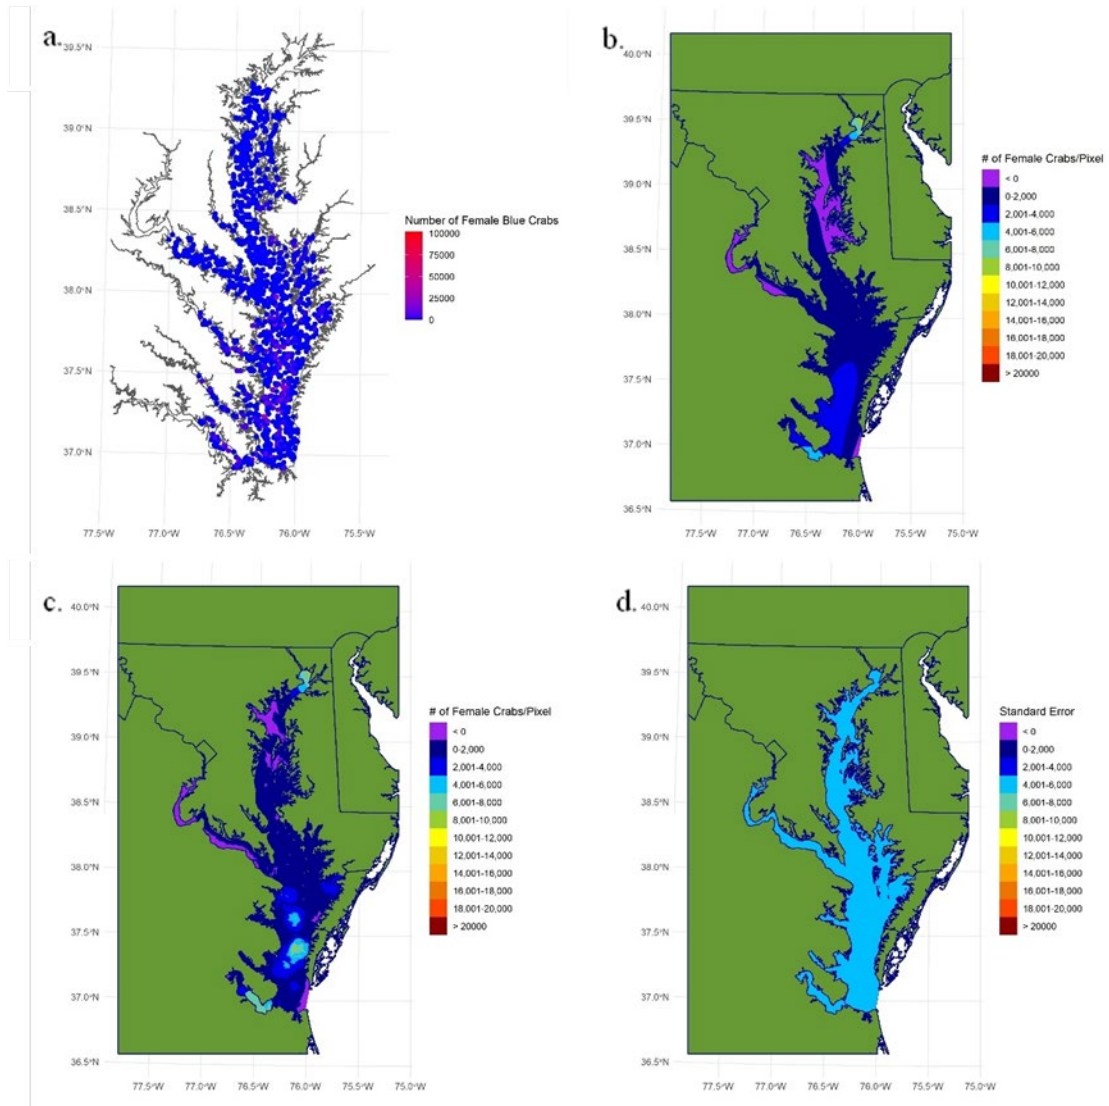 a.
39.5°N
39.0°N
38.5°N
38.0°N
37.5°N
37.0°N
77.5°W 77.0°W 76.5°W 76.0°W 75.5°W
Number of Female Blue Crabs
100000
75000
50000
25000
0
b.
40.0°N
39.5°N
39.0°N
38.5°N
38.0°N
37.5°N
37.0°N
36.5°N
77.5°W 77.0°W 76.5°W 76.0°W 75.5°W 75.0°W
# of Female Crabs/Pixel
< 0
0-2,000
2,001-4,000
4,001-6,000
6,001-8,000
8,001-10,000
10.001-12,000
12,001-14,000
14,001-16,000
16,001-18,000
18,001-20,000
> 20000
c.
40.0°N
39.5°N
39.0°N
38.5°N
38.0°N
37.5°N
37.0°N
36.5°N
77.5°W 77.0°W 76.5°W 76.0°W 75.5°W 75.0°W
# of Female Crabs/Pixel
< 0
0-2,000
2,001-4,000
4,001-6,000
6,001-8,000
8,001-10,000
10.001-12,000
12,001-14,000
14,001-16,000
16,001-18,000
18.001-20,000
> 20000
d.
40.0°N
39.5°N
39.0°N
38.5°N
38.0°N
37.5°N
37.0°N
36.5°N
77.5°W 77.0°W 76.5°W 76.0°W 75.5°W 75.0°W
Standard Error
< 0
0-2,000
2,001-4,000
4,001-6,000
6,001-8,000
8,001-10,000
10.001-12,000
12,001-14,000
14,001-16,000
16,001-18,000
18.001-20,000
> 20000